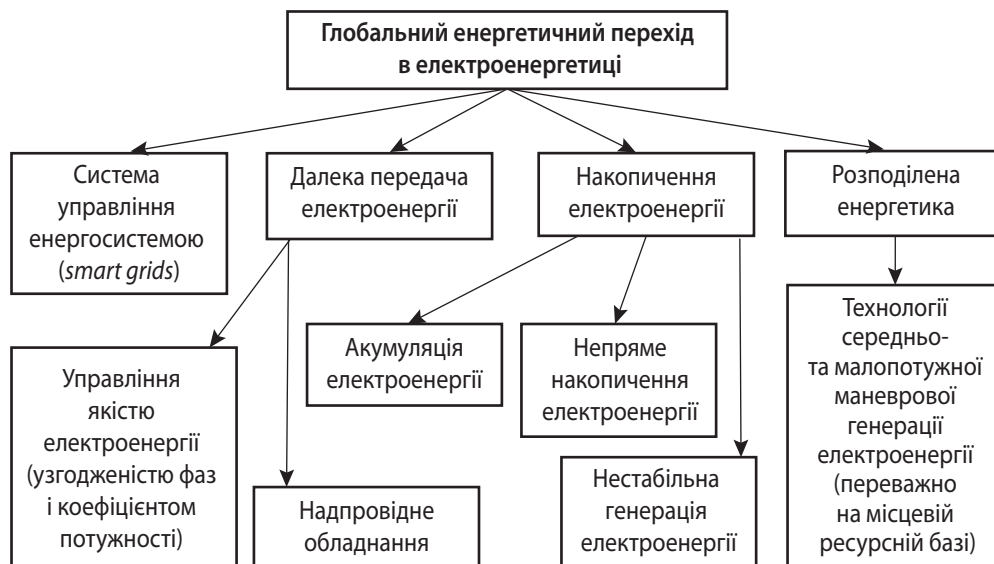 Глобальний енергетичний перехід
в електроенергетиці
Система
управління
енергосистемою
(smart grids)
Далека передача
електроенергії
Накопичення
електроенергії
Розподілена
енергетика
Управління
якістю
електроенергії
(узгодженістю фаз
і коефіцієнтом
потужності)
Надпровідне
обладнання
Акумуляція
електроенергії
Непряме
накопичення
електроенергії
Нестабільна
генерація
електроенергії
Технології
середньо-
та малопотужної
маневрової
генерації
електроенергії
(переважно
на місцевій
ресурсній базі)